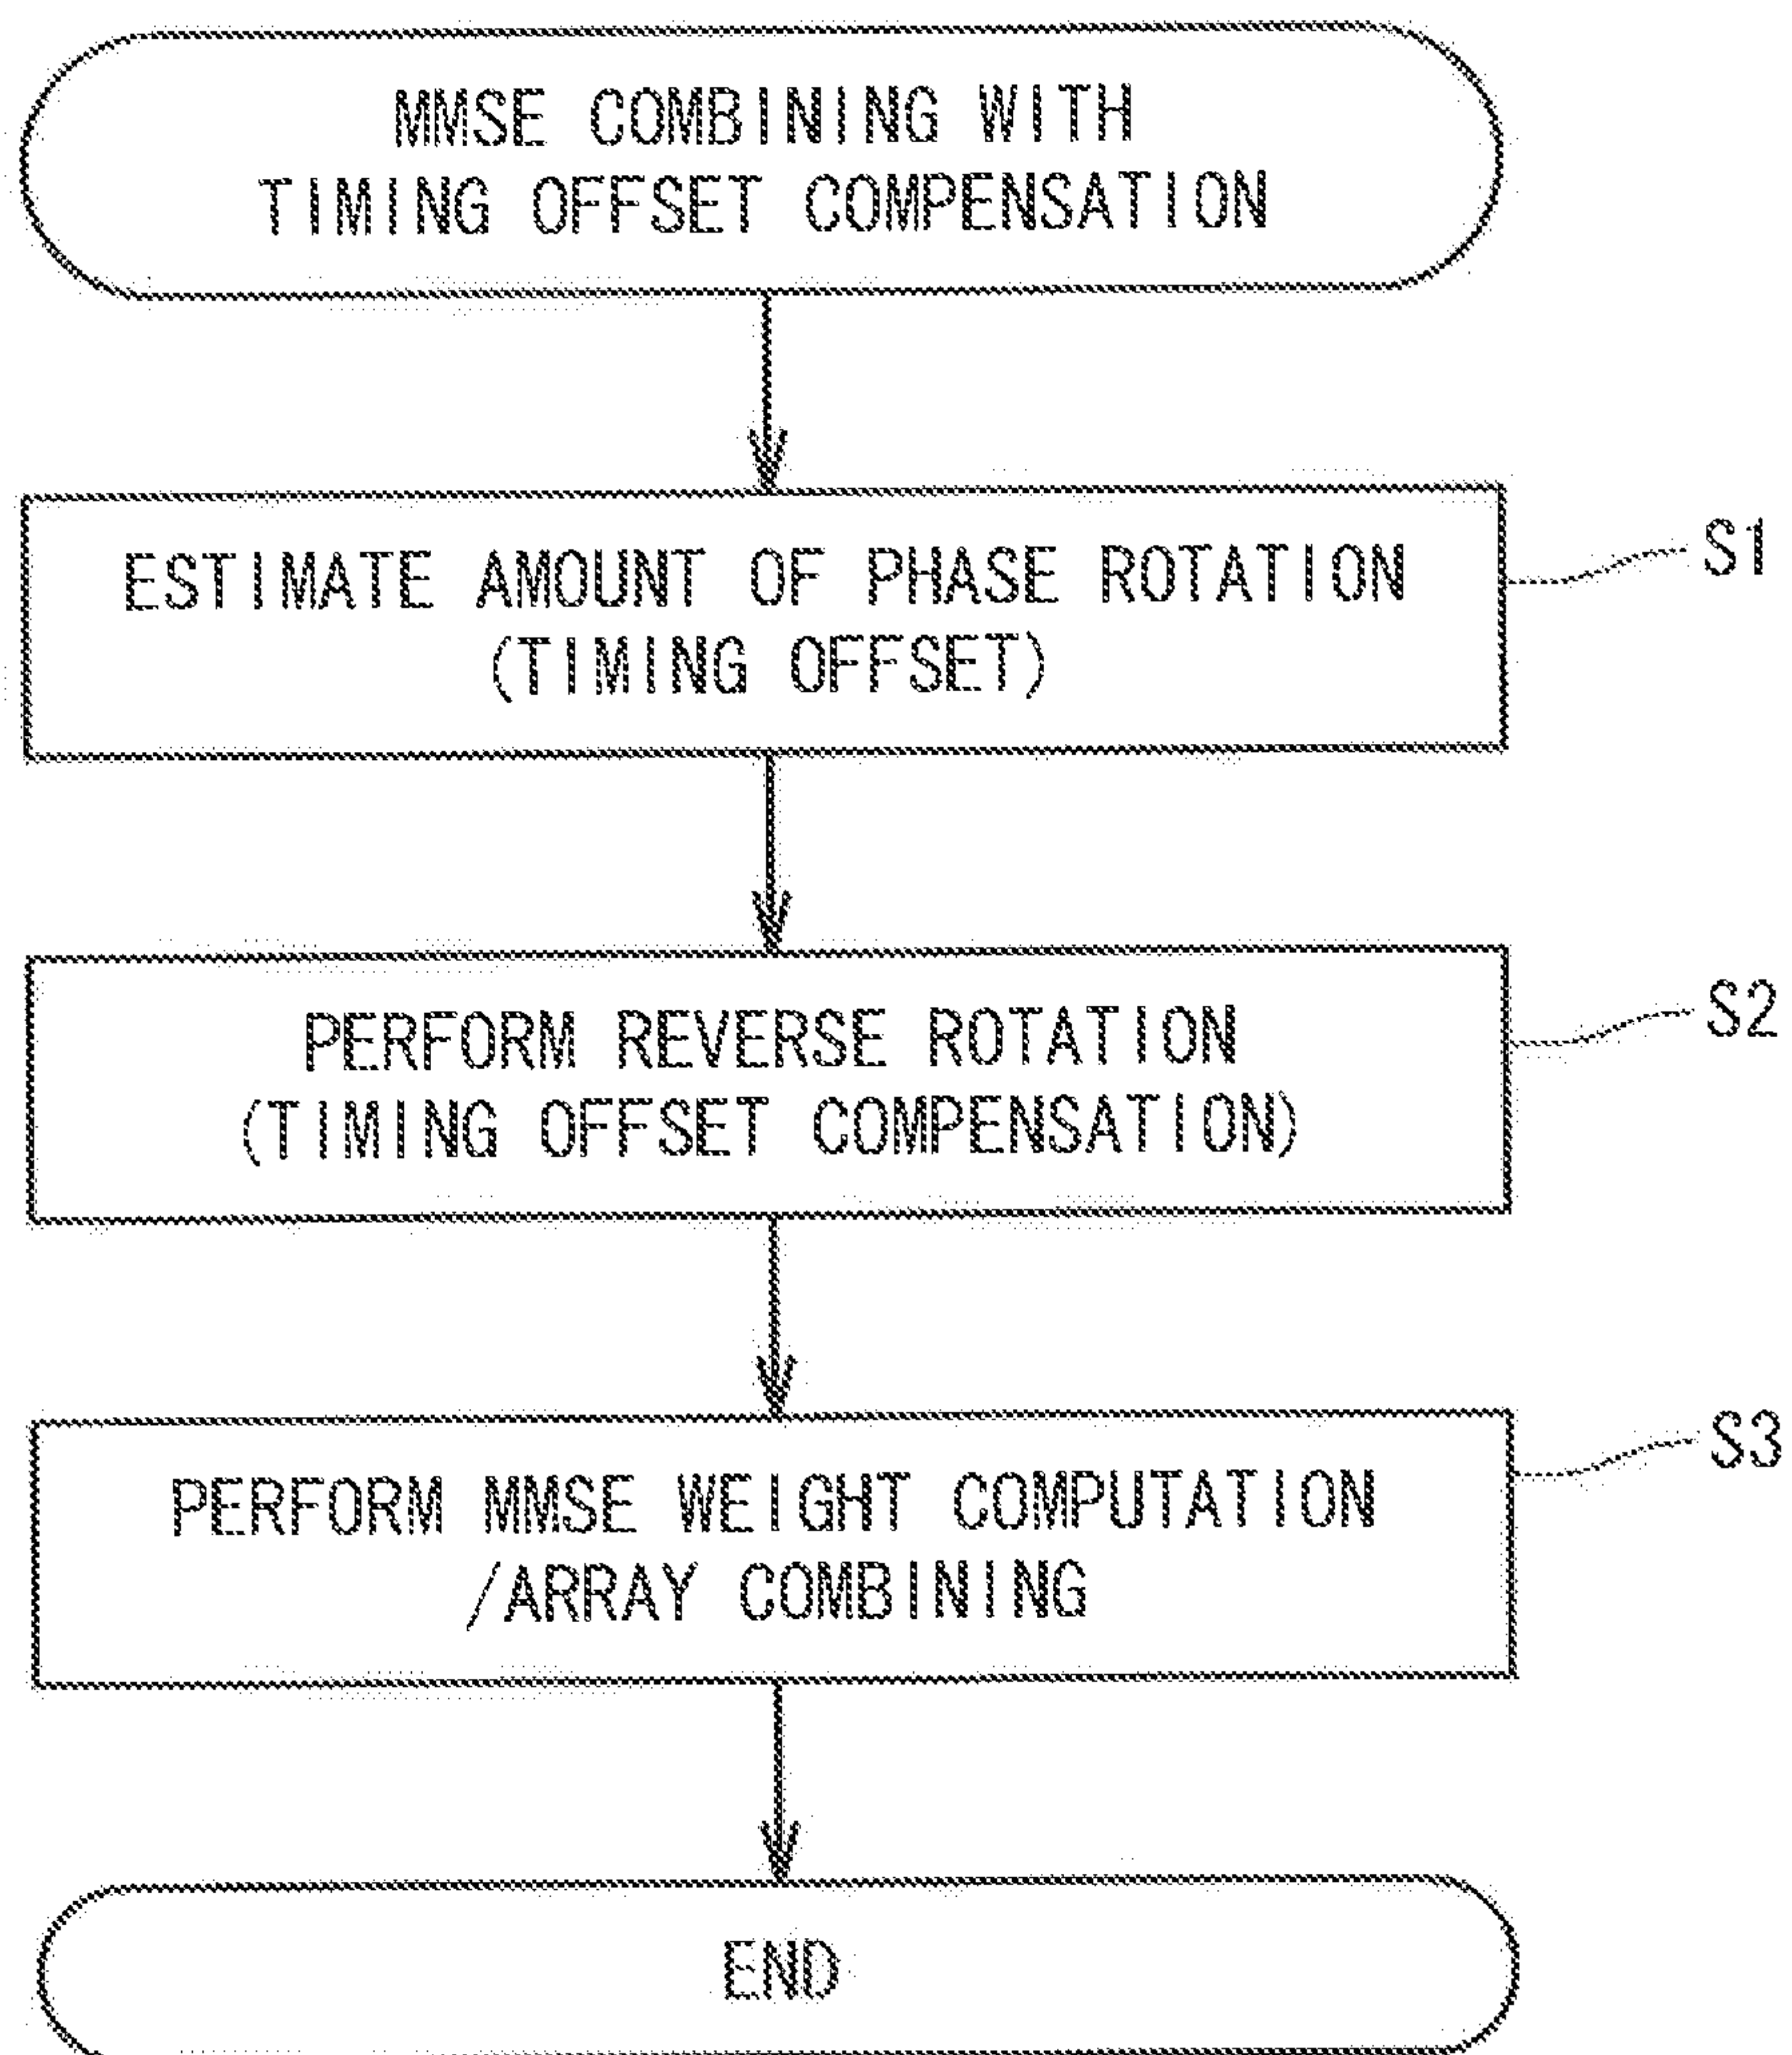 MMSE COMBINING WITH
TIMING OFFSET COMPENSATION
ESTIMATE AMOUNT OF PHASE ROTATION
(TIMING OFFSET)
S1
PERFORM REVERSE ROTATION
(TIMING OFFSET COMPENSATION)
S2
PERFORM MMSE WEIGHT COMPUTATION
/ARRAY COMBINING
S3
END